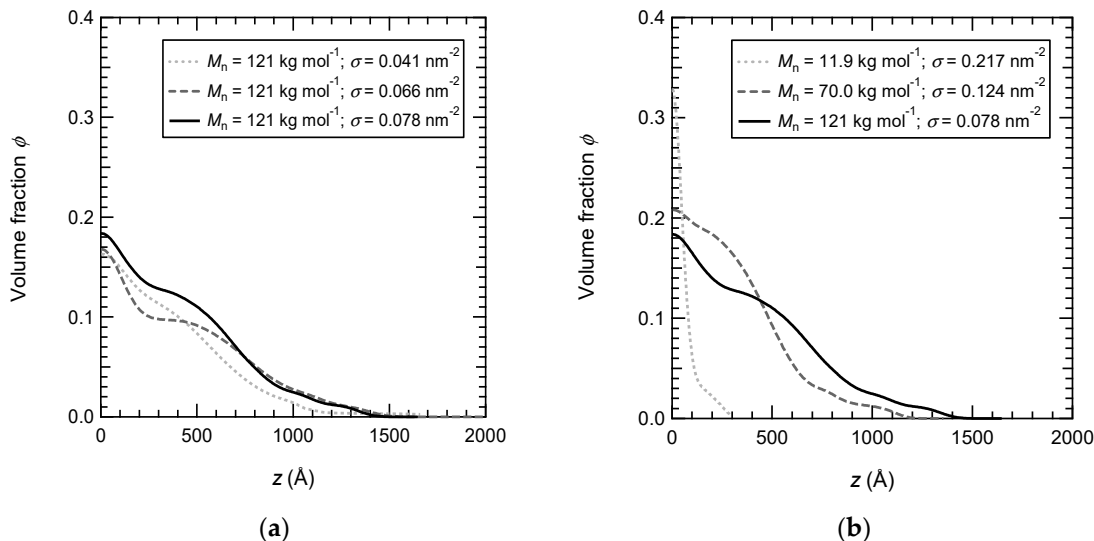 0.4
0.3
0.2
0.1
0.0
Volume fraction ϕ
Mn = 121 kg mol⁻¹; σ = 0.041 nm⁻²
Mn = 121 kg mol⁻¹; σ = 0.066 nm⁻²
Mn = 121 kg mol⁻¹; σ = 0.078 nm⁻²
0 500 1000 1500 2000
z (Å)
(a)
0.4
0.3
0.2
0.1
0.0
Volume fraction ϕ
Mn = 11.9 kg mol⁻¹; σ = 0.217 nm⁻²
Mn = 70.0 kg mol⁻¹; σ = 0.124 nm⁻²
Mn = 121 kg mol⁻¹; σ = 0.078 nm⁻²
0 500 1000 1500 2000
z (Å)
(b)